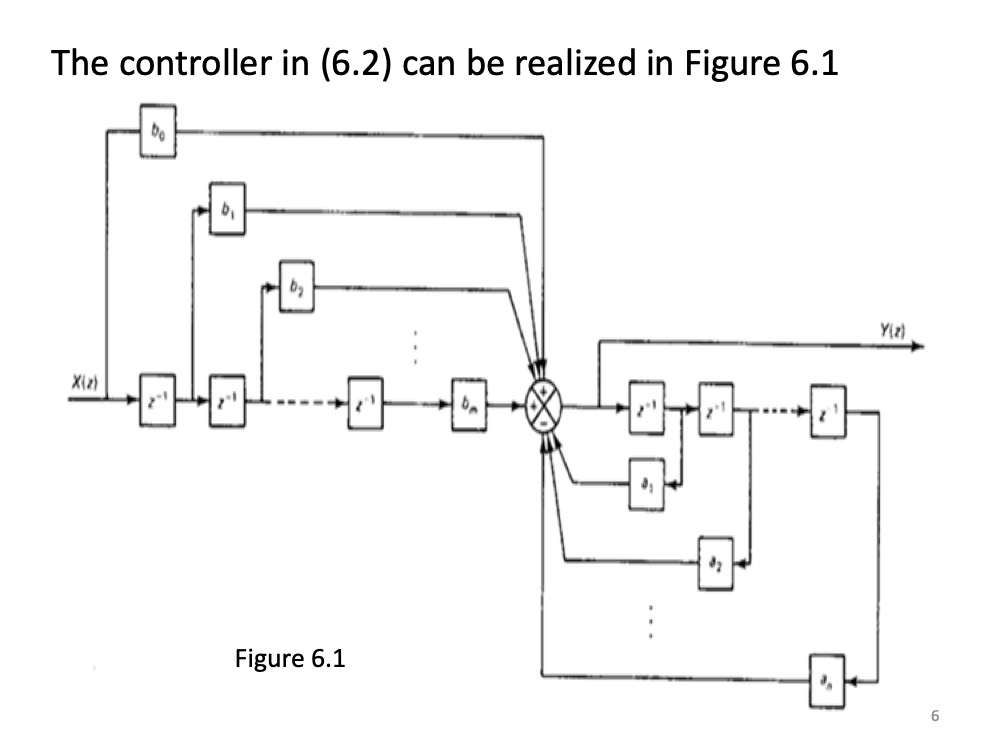 The controller in (6.2) can be realized in Figure 6.1
b₀
b₁
b₂
X(z)
z⁻¹
z⁻¹
z⁻¹
bₘ
+
+
−
Y(z)
z⁻¹
z⁻¹
z⁻¹
a₁
a₂
aₙ
Figure 6.1
6